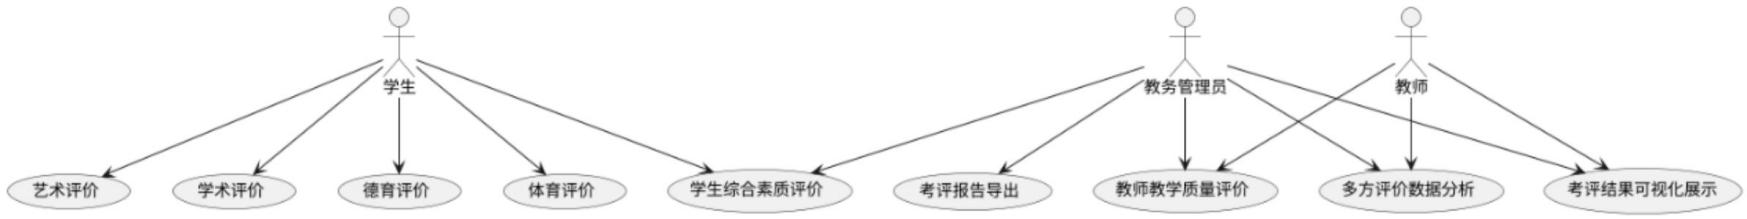 学生
教务管理员
教师
艺术评价
学术评价
德育评价
体育评价
学生综合素质评价
考评报告导出
教师教学质量评价
多方评价数据分析
考评结果可视化展示